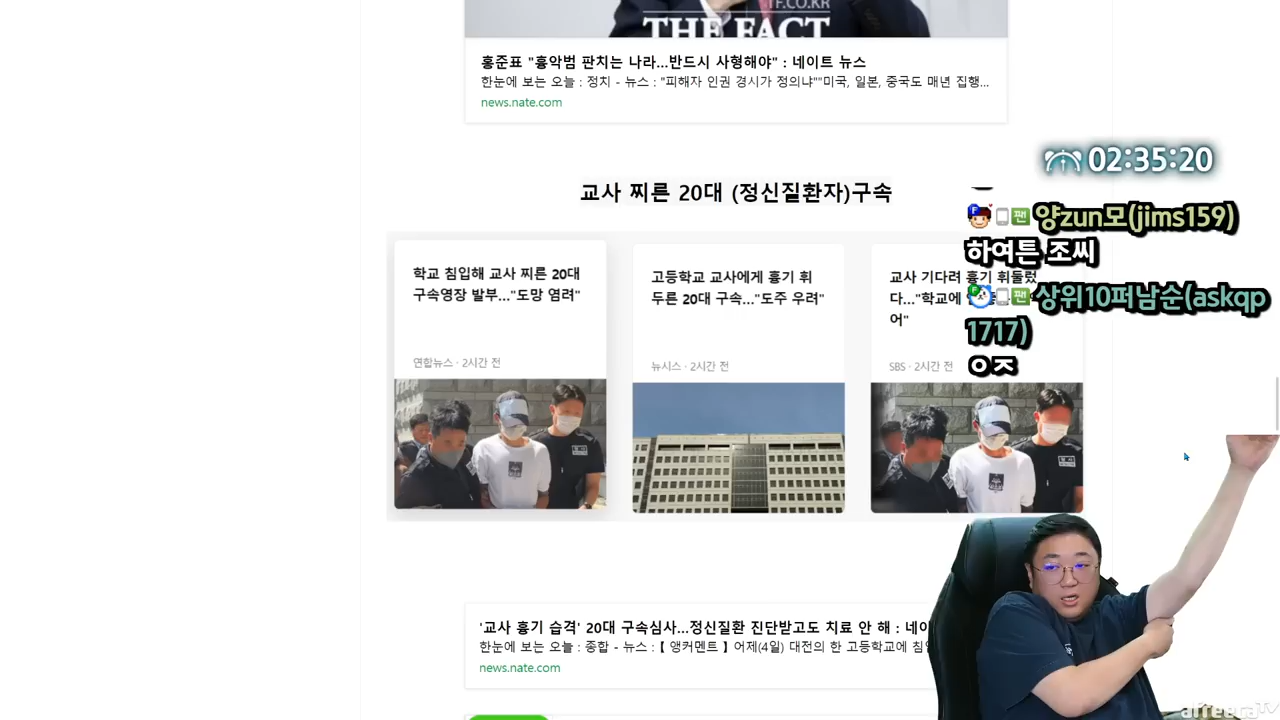 TF.CO.KR
THE FACT
홍준표 "흉악범 판치는 나라...반드시 사형해야" : 네이트 뉴스
한눈에 보는 오늘 : 정치 - 뉴스 : "피해자 인권 경시가 정의냐""미국, 일본, 중국도 매년 집행...
news.nate.com
02:35:20
교사 찌른 20대 (정신질환자)구속
양zun모(jims159)
하여튼 조씨
상위10퍼남순(askqp
1717)
ㅇㅈ
학교 침입해 교사 찌른 20대
구속영장 발부..."도망 염려"
연합뉴스 · 2시간 전
고등학교 교사에게 흉기 휘
두른 20대 구속..."도주 우려"
뉴시스 · 2시간 전
교사 기다려 흉기 휘둘렀
다..."학교에
어"
SBS · 2시간 전
'교사 흉기 습격' 20대 구속심사...정신질환 진단받고도 치료 안 해 : 네이
한눈에 보는 오늘 : 종합 - 뉴스 : 【 앵커멘트 】 어제(4일) 대전의 한 고등학교에 침
news.nate.com
afreecaTV